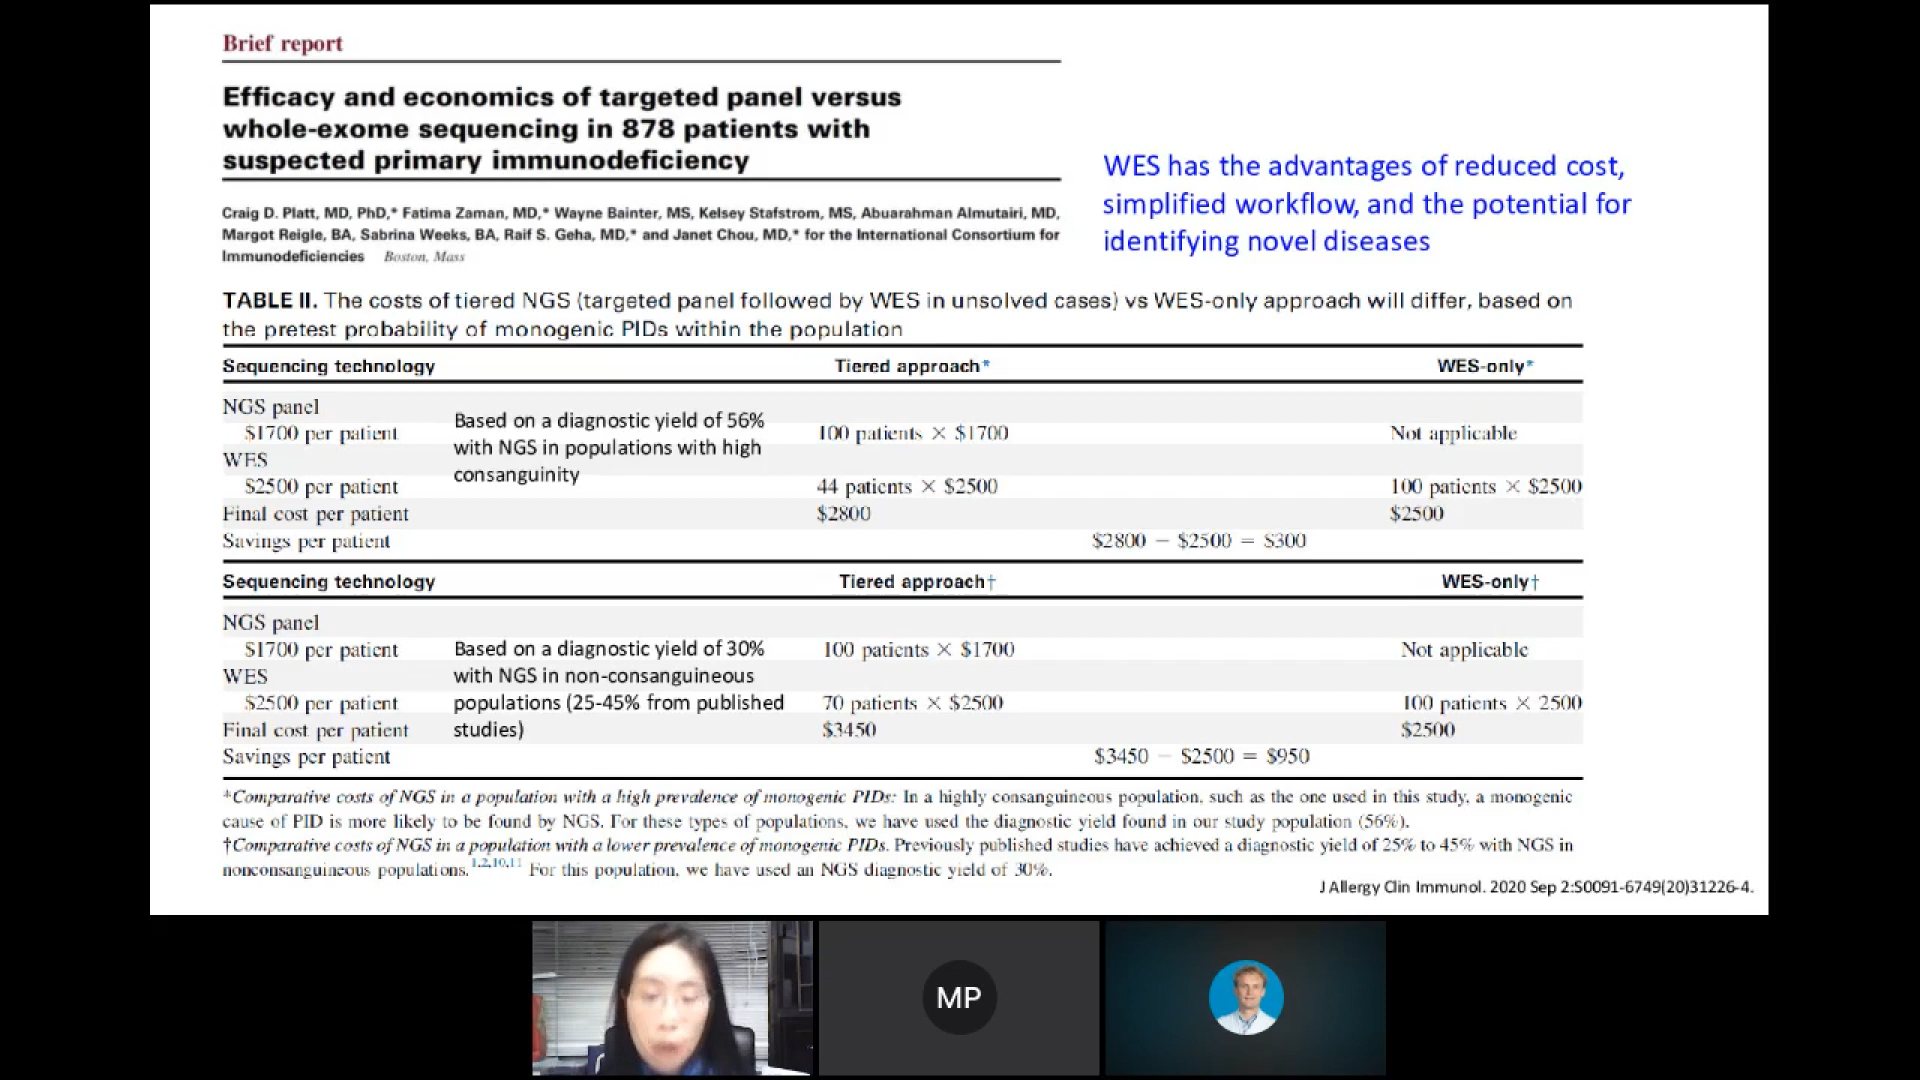 Brief report
Efficacy and economics of targeted panel versus
whole-exome sequencing in 878 patients with
suspected primary immunodeficiency
Craig D. Platt, MD, PhD,* Fatima Zaman, MD,* Wayne Bainter, MS, Kelsey Stafstrom, MS, Abuarahman Almutairi, MD,
Margot Reigle, BA, Sabrina Weeks, BA, Raif S. Geha, MD,* and Janet Chou, MD,* for the International Consortium for
Immunodeficiencies Boston, Mass
WES has the advantages of reduced cost,
simplified workflow, and the potential for
identifying novel diseases
TABLE II. The costs of tiered NGS (targeted panel followed by WES in unsolved cases) vs WES-only approach will differ, based on
the pretest probability of monogenic PIDs within the population
Sequencing technology Tiered approach* WES-only*
NGS panel
$1700 per patient 100 patients × $1700 Not applicable
WES
$2500 per patient 44 patients × $2500 100 patients × $2500
Based on a diagnostic yield of 56%
with NGS in populations with high
consanguinity
Final cost per patient $2800 $2500
Savings per patient $2800 − $2500 = $300
Sequencing technology Tiered approach† WES-only†
NGS panel
$1700 per patient 100 patients × $1700 Not applicable
WES
$2500 per patient 70 patients × $2500 100 patients × 2500
Based on a diagnostic yield of 30%
with NGS in non-consanguineous
populations (25-45% from published
studies)
Final cost per patient $3450 $2500
Savings per patient $3450 − $2500 = $950
*Comparative costs of NGS in a population with a high prevalence of monogenic PIDs: In a highly consanguineous population, such as the one used in this study, a monogenic
cause of PID is more likely to be found by NGS. For these types of populations, we have used the diagnostic yield found in our study population (56%).
†Comparative costs of NGS in a population with a lower prevalence of monogenic PIDs. Previously published studies have achieved a diagnostic yield of 25% to 45% with NGS in
nonconsanguineous populations.1,2,10,11 For this population, we have used an NGS diagnostic yield of 30%.
J Allergy Clin Immunol. 2020 Sep 2:S0091-6749(20)31226-4.
MP